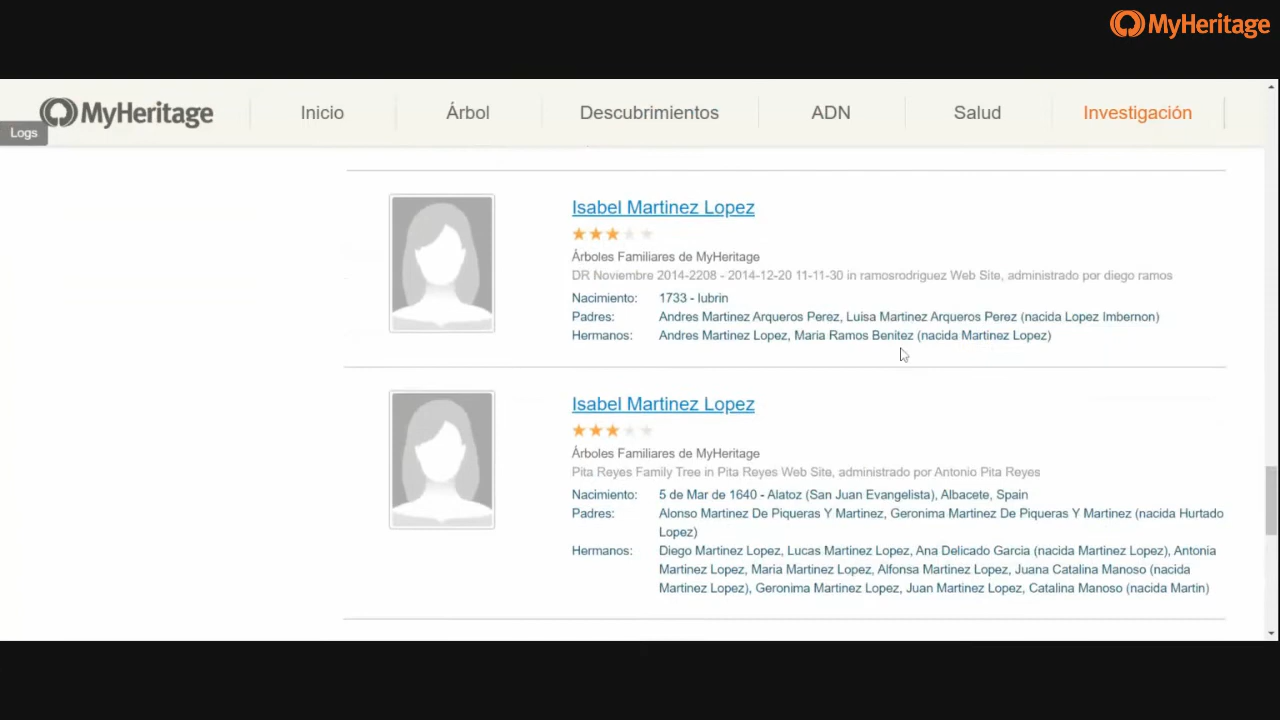 MyHeritage
MyHeritage
Inicio
Árbol
Descubrimientos
ADN
Salud
Investigación
Logs
Isabel Martinez Lopez
Árboles Familiares de MyHeritage
DR Noviembre 2014-2208 - 2014-12-20 11-11-30 in ramosrodriguez Web Site, administrado por diego ramos
Nacimiento: 1733 - lubrin
Padres: Andres Martinez Arqueros Perez, Luisa Martinez Arqueros Perez (nacida Lopez Imbernon)
Hermanos: Andres Martinez Lopez, María Ramos Benitez (nacida Martinez Lopez)
Isabel Martinez Lopez
Árboles Familiares de MyHeritage
Pita Reyes Family Tree in Pita Reyes Web Site, administrado por Antonio Pita Reyes
Nacimiento: 5 de Mar de 1640 - Alatoz (San Juan Evangelista), Albacete, Spain
Padres: Alonso Martinez De Piqueras Y Martinez, Geronima Martinez De Piqueras Y Martinez (nacida Hurtado
Lopez)
Hermanos: Diego Martinez Lopez, Lucas Martinez Lopez, Ana Delicado Garcia (nacida Martinez Lopez), Antonia
Martinez Lopez, Maria Martinez Lopez, Alfonsa Martinez Lopez, Juana Catalina Manoso (nacida
Martinez Lopez), Geronima Martinez Lopez, Juan Martinez Lopez, Catalina Manoso (nacida Martin)